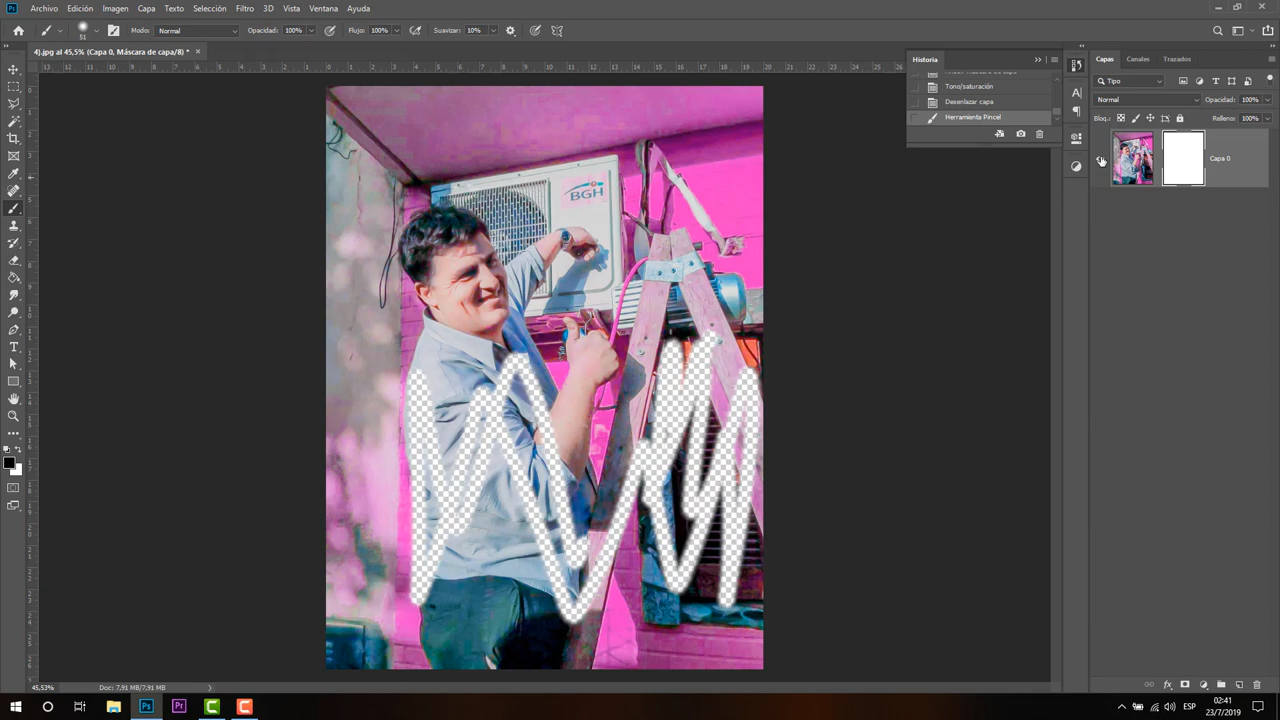 Archivo Edición Imagen Capa Texto Selección Filtro 3D Vista Ventana Ayuda
51 Modo: Normal Opacidad: 100% Flujo: 100% Suavizar: 10%
4).jpg al 45,5% (Capa 0, Máscara de capa/8) * ×
Historia
Tono/saturación
Desenlazar capa
Herramienta Pincel
Capas Canales Trazados
Tipo
Normal Opacidad: 100%
Bloq.: Relleno: 100%
Capa 0
BGH
45,53% Doc: 7,91 MB/7,91 MB
ESP
02:41
23/7/2019